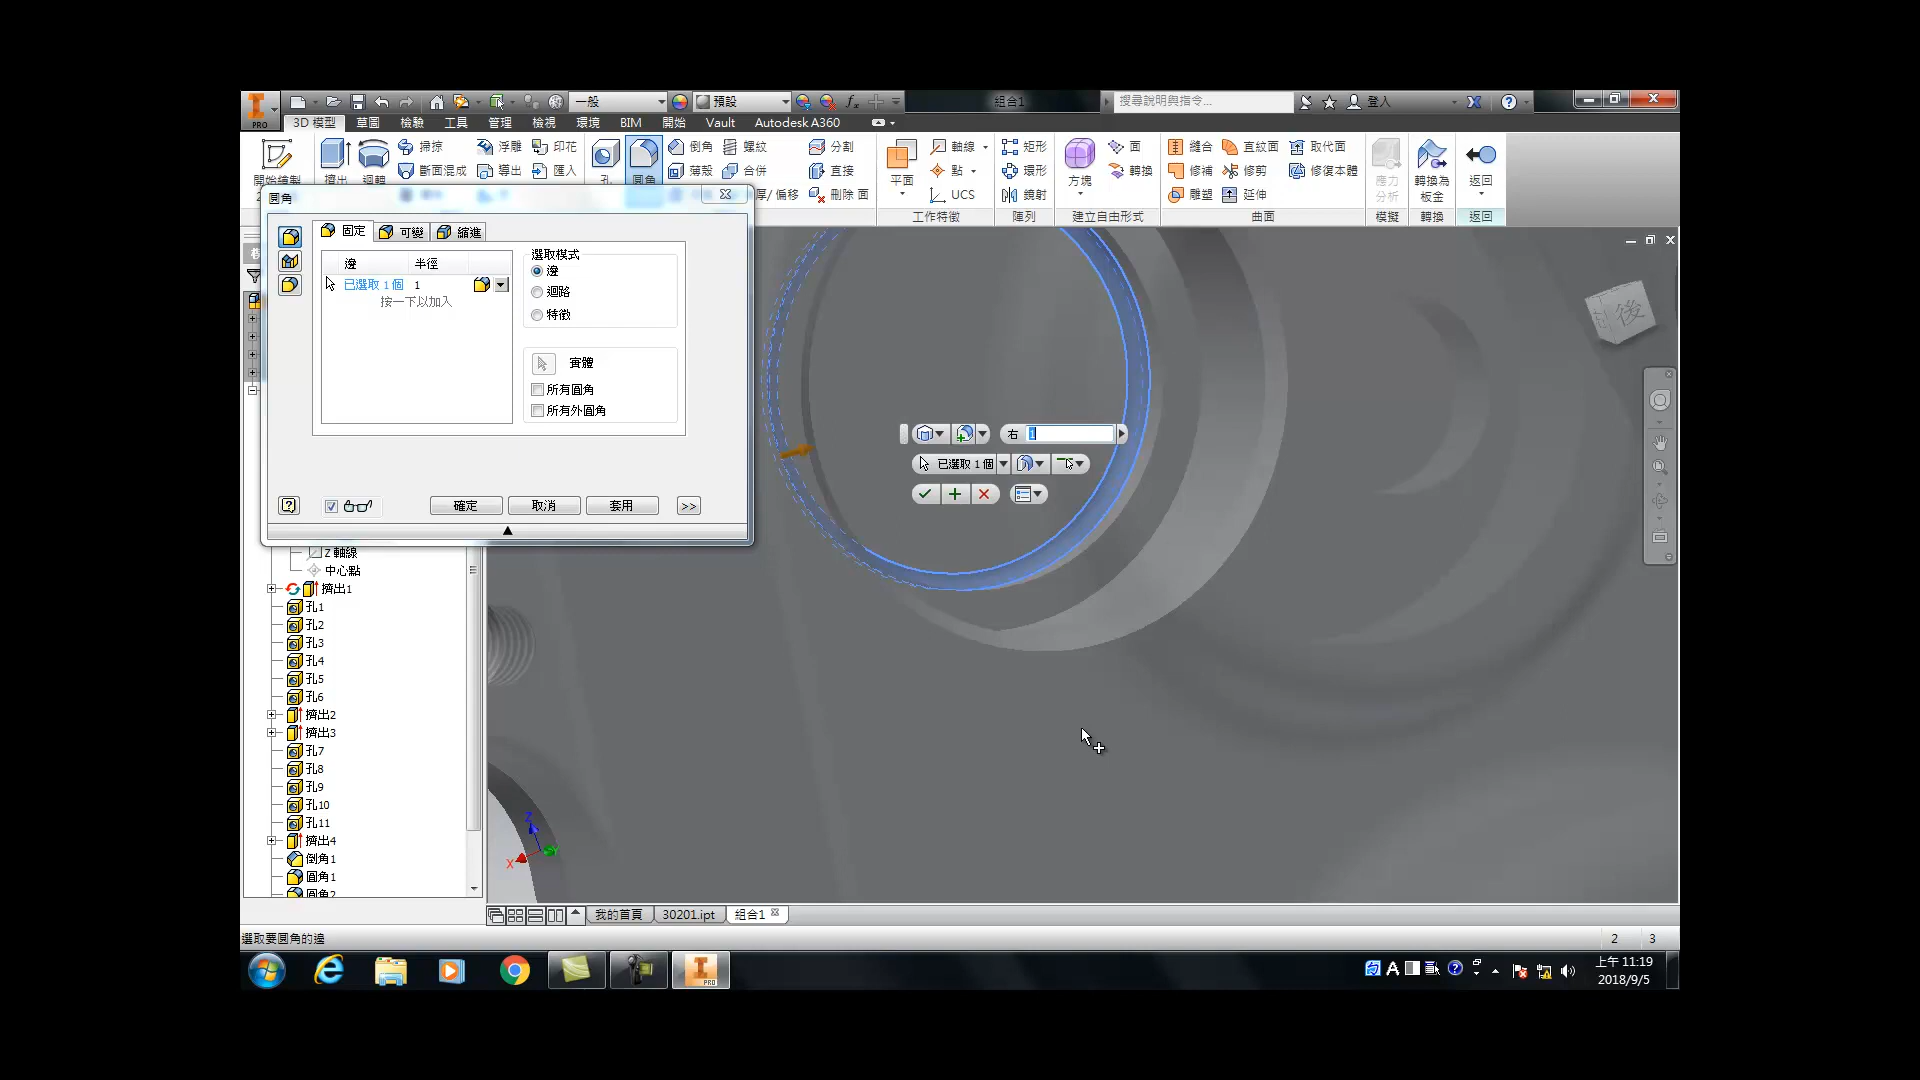 一般
預設
組合1
搜尋說明與指令...
登入
PRO
3D 模型 草圖 檢驗 工具 管理 檢視 環境 BIM 開始 Vault Autodesk A360
掃掠 浮雕 印花 倒角 螺紋 分割 軸線 矩形 面 縫合 直紋面 取代面
斷面混成 導出 匯入 薄殼 合併 直接 點 環形 轉換 修補 修剪 修復本體
開始繪製 擠出 迴轉 孔 圓角 平面 方塊 應力分析 轉換為板金 返回
厚/偏移 刪除 面 UCS 鏡射 雕塑 延伸
工作特徵 陣列 建立自由形式 曲面 模擬 轉換 返回
圓角
固定 可變 縮進
邊 半徑
已選取 1 個 1
按一下以加入
選取模式
邊
迴路
特徵
實體
所有圓角
所有外圓角
確定 取消 套用 >>
右 1
已選取 1 個
後
Z 軸線
中心點
擠出1
孔1
孔2
孔3
孔4
孔5
孔6
擠出2
擠出3
孔7
孔8
孔9
孔10
孔11
擠出4
倒角1
圓角1
圓角2
Z
X
我的首頁 30201.ipt 組合1
選取要圓角的邊
2 3
PRO
A
上午 11:19
2018/9/5